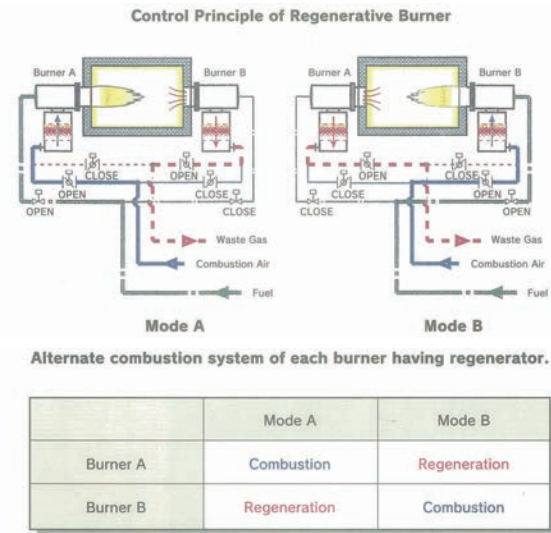 Control Principle of Regenerative Burner
Burner A
Burner B
CLOSE
OPEN
OPEN
CLOSE
OPEN
CLOSE
Waste Gas
Combustion Air
Fuel
Mode A
Burner A
Burner B
OPEN
CLOSE
CLOSE
OPEN
CLOSE
OPEN
Waste Gas
Combustion Air
Fuel
Mode B
Alternate combustion system of each burner having regenerator.
Mode A
Mode B
Burner A
Combustion
Regeneration
Burner B
Regeneration
Combustion